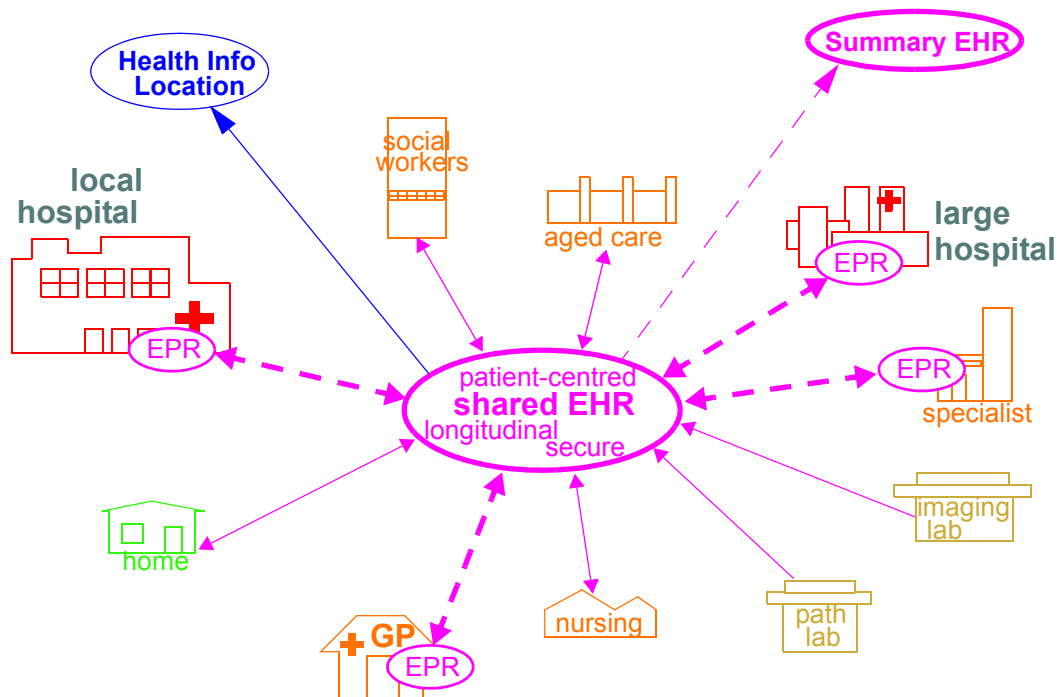 Health Info
Location
Summary EHR
social
workers
local
hospital
aged care
large
hospital
EPR
EPR
EPR
specialist
patient-centred
shared EHR
longitudinal
secure
imaging
lab
home
GP
EPR
nursing
path
lab